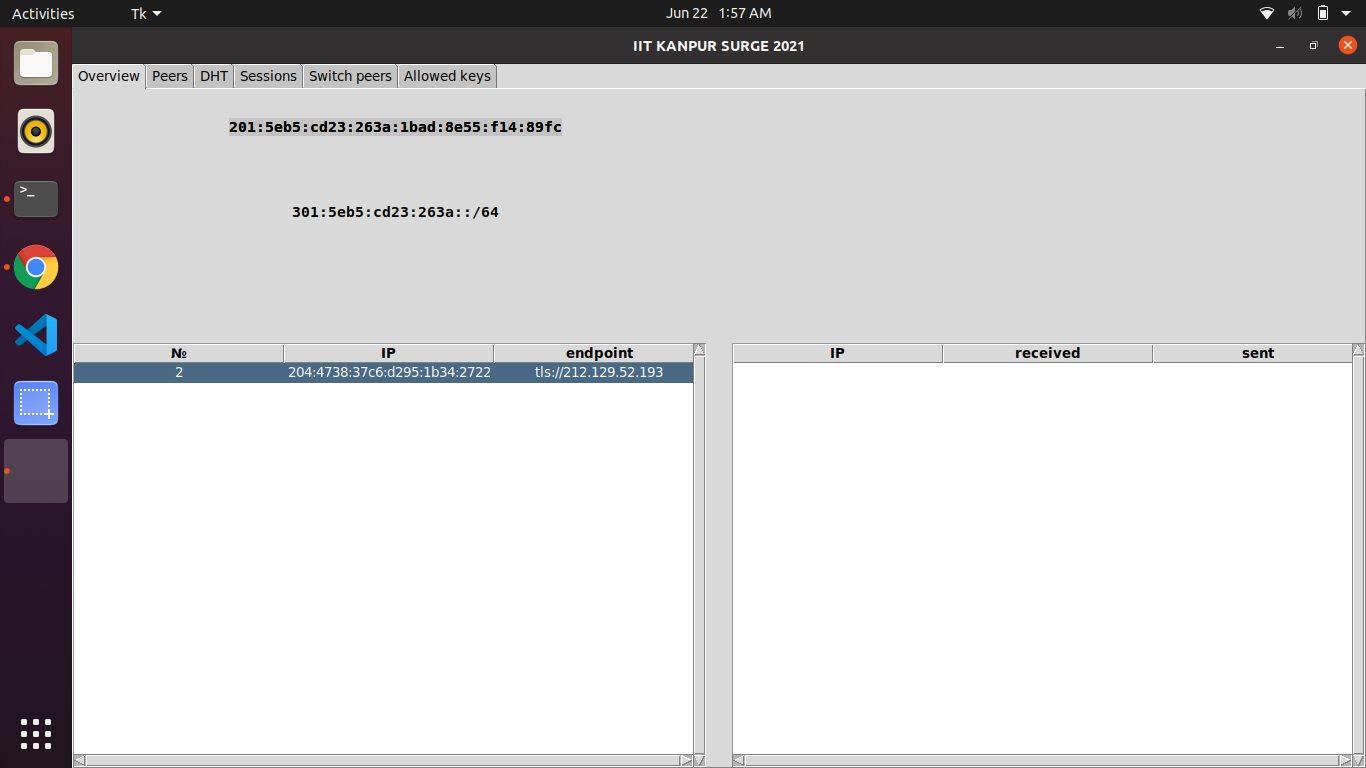 Activities Tk Jun 22 1:57 AM
IIT KANPUR SURGE 2021
Overview Peers DHT Sessions Switch peers Allowed keys
201:5eb5:cd23:263a:1bad:8e55:f14:89fc
301:5eb5:cd23:263a::/64
№ IP endpoint
2 204:4738:37c6:d295:1b34:2722 tls://212.129.52.193
IP received sent